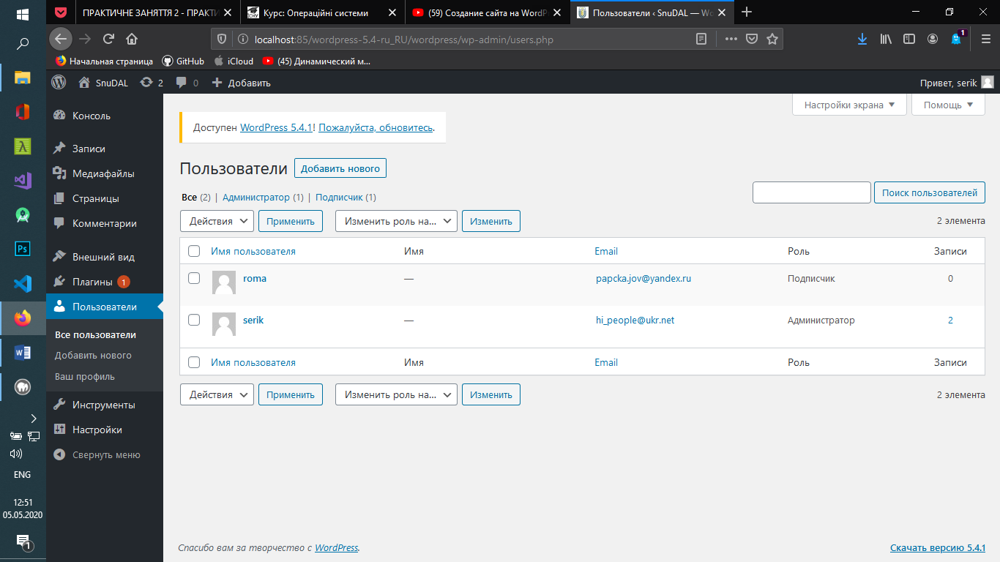 ПРАКТИЧНЕ ЗАНЯТТЯ 2 - ПРАКТИ
Курс: Операційні системи
(59) Создание сайта на WordPr
Пользователи ‹ SnuDAL — Wo
localhost:85/wordpress-5.4-ru_RU/wordpress/wp-admin/users.php
1
Начальная страница
GitHub
iCloud
(45) Динамический м...
SnuDAL
2
0
Добавить
Привет, serik
Консоль
Записи
Медиафайлы
Страницы
Комментарии
Внешний вид
Плагины 1
Пользователи
Все пользователи
Добавить нового
Ваш профиль
Инструменты
Настройки
Свернуть меню
Настройки экрана
Помощь
Доступен WordPress 5.4.1! Пожалуйста, обновитесь.
Пользователи
Добавить нового
Все (2) | Администратор (1) | Подписчик (1)
Поиск пользователей
Действия
Применить
Изменить роль на...
Изменить
2 элемента
Имя пользователя
Имя
Email
Роль
Записи
roma
—
papcka.jov@yandex.ru
Подписчик
0
serik
—
hi_people@ukr.net
Администратор
2
Имя пользователя
Имя
Email
Роль
Записи
Действия
Применить
Изменить роль на...
Изменить
2 элемента
Спасибо вам за творчество с WordPress.
Скачать версию 5.4.1
Ps
W
ENG
12:51
05.05.2020
1